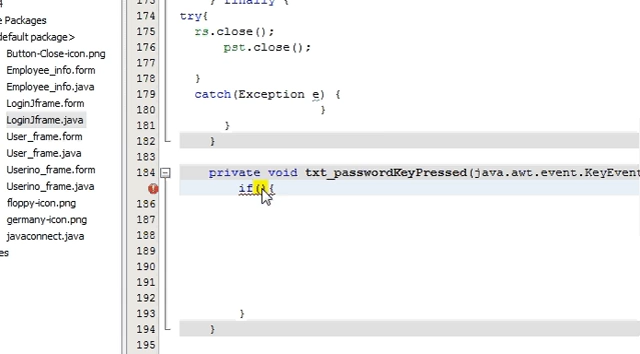 Packages
default package>
Button-Close-icon.png
Employee_info.form
Employee_info.java
LoginJframe.form
LoginJframe.java
User_frame.form
User_frame.java
Userino_frame.form
Userino_frame.java
floppy-icon.png
germany-icon.png
javaconnect.java
173 } finally {
174 try{
175 rs.close();
176 pst.close();
177
178 }
179 catch(Exception e) {
180 }
181 }
182 }
183
184 private void txt_passwordKeyPressed(java.awt.event.KeyEvent
if(){
186
187
188
189
190
191
192
193 }
194 }
195